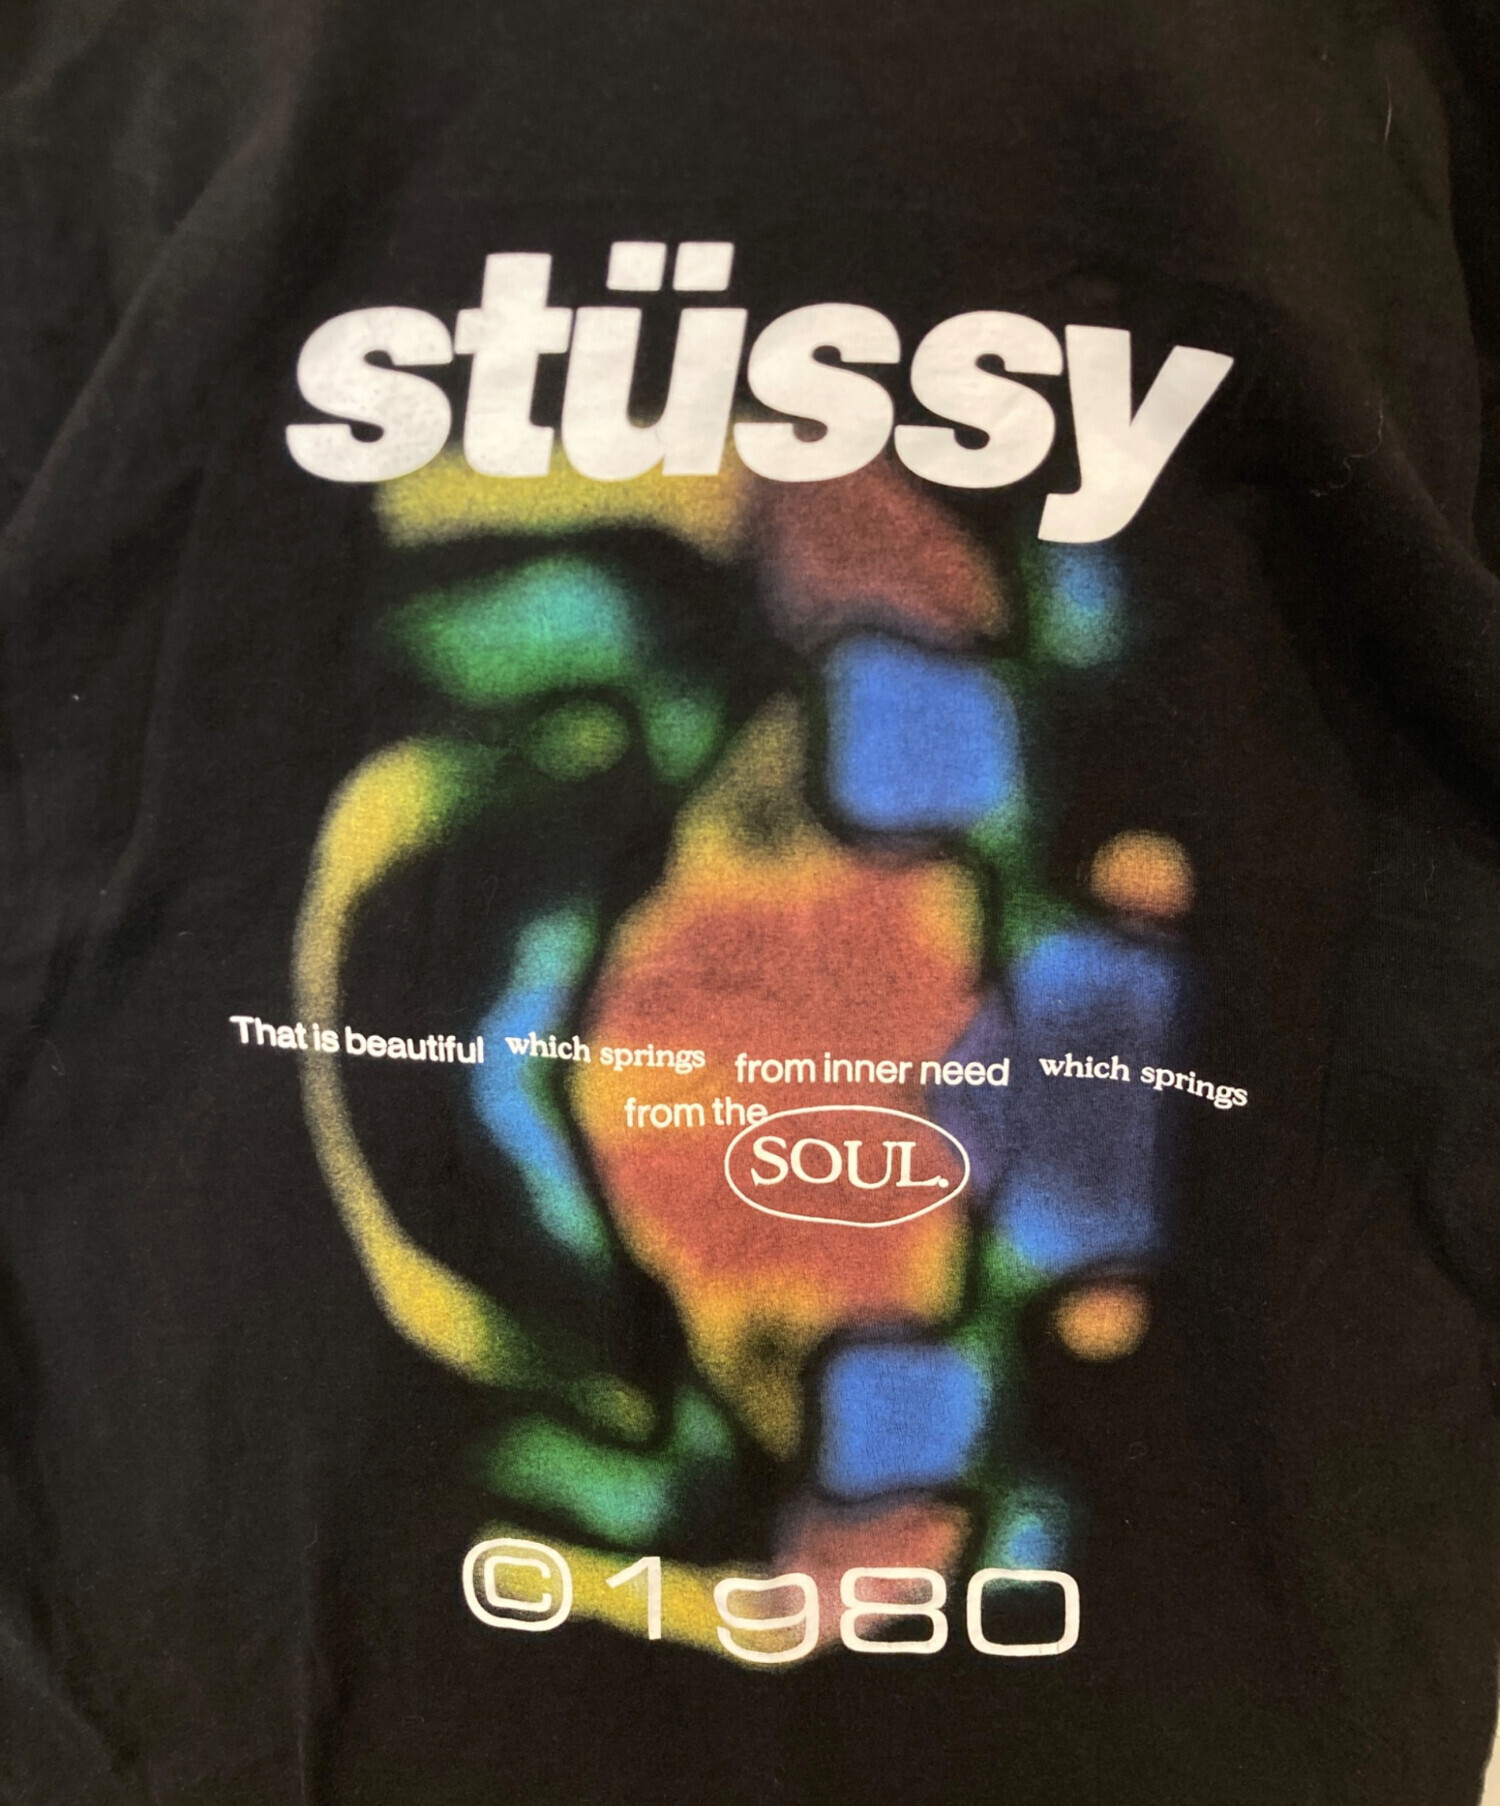 stüssy
That is beautiful which springs from inner need which springs
from the
SOUL.
©1980